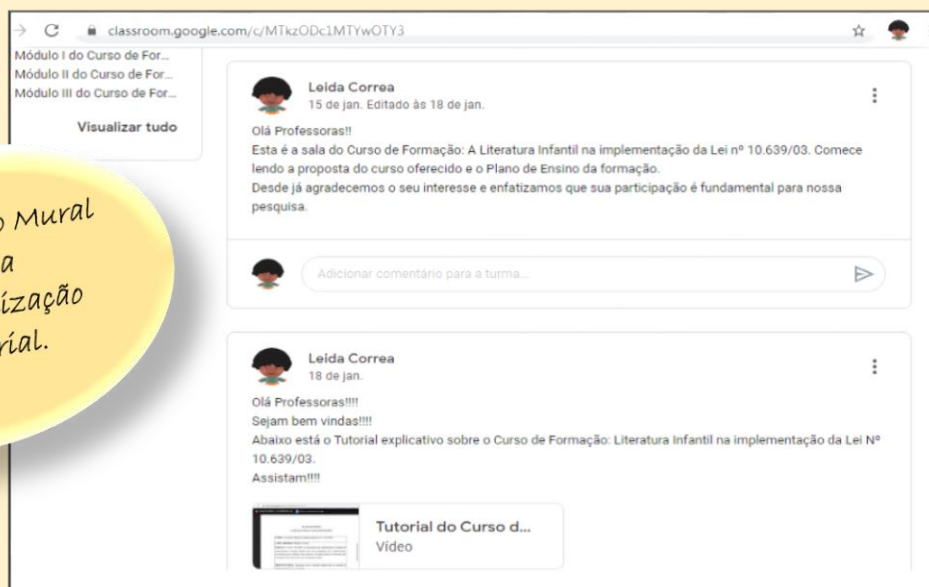 classroom.google.com/c/MTkzODc1MTYwOTY3
Módulo I do Curso de For...
Módulo II do Curso de For...
Módulo III do Curso de For...
Visualizar tudo
Mural
a
ização
rial.
Leida Correa
15 de jan. Editado às 18 de jan.
Olá Professoras!!
Esta é a sala do Curso de Formação: A Literatura Infantil na implementação da Lei nº 10.639/03. Comece
lendo a proposta do curso oferecido e o Plano de Ensino da formação.
Desde já agradecemos o seu interesse e enfatizamos que sua participação é fundamental para nossa
pesquisa.
Adicionar comentário para a turma...
Leida Correa
18 de jan.
Olá Professoras!!!!
Sejam bem vindas!!!!
Abaixo está o Tutorial explicativo sobre o Curso de Formação: Literatura Infantil na implementação da Lei Nº
10.639/03.
Assistam!!!!
Tutorial do Curso d...
Vídeo